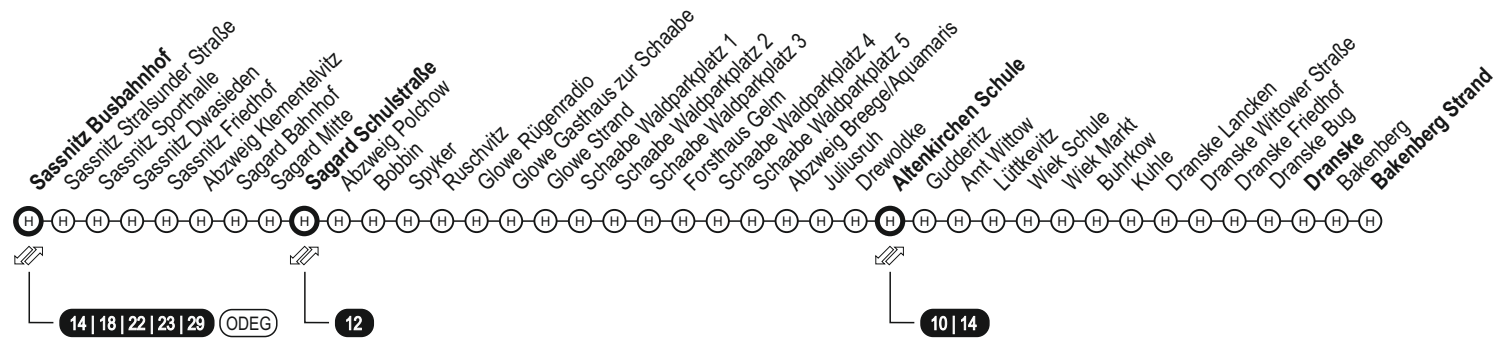 Sassnitz Busbahnhof
Sassnitz Stralsunder Straße
Sassnitz Sporthalle
Sassnitz Dwasieden
Sassnitz Friedhof
Abzweig Klementelvitz
Sagard Bahnhof
Sagard Mitte
Sagard Schulstraße
Abzweig Polchow
Bobbin
Spyker
Ruschvitz
Glowe Rügenradio
Glowe Gasthaus zur Schaabe
Glowe Strand
Schaabe Waldparkplatz 1
Schaabe Waldparkplatz 2
Schaabe Waldparkplatz 3
Forsthaus Gelm
Schaabe Waldparkplatz 4
Schaabe Waldparkplatz 5
Abzweig Breege/Aquamaris
Juliusruh
Drewoldke
Altenkirchen Schule
Gudderitz
Amt Wittow
Lüttkevitz
Wiek Schule
Wiek Markt
Buhrkow
Kuhle
Dranske Lancken
Dranske Wittower Straße
Dranske Friedhof
Dranske Bug
Dranske
Bakenberg
Bakenberg Strand
H H H H H H H H H H H H H H H H H H H H H H H H H H H H H H H H H H H H H H H H
14 | 18 | 22 | 23 | 29 ODEG
12
10 | 14